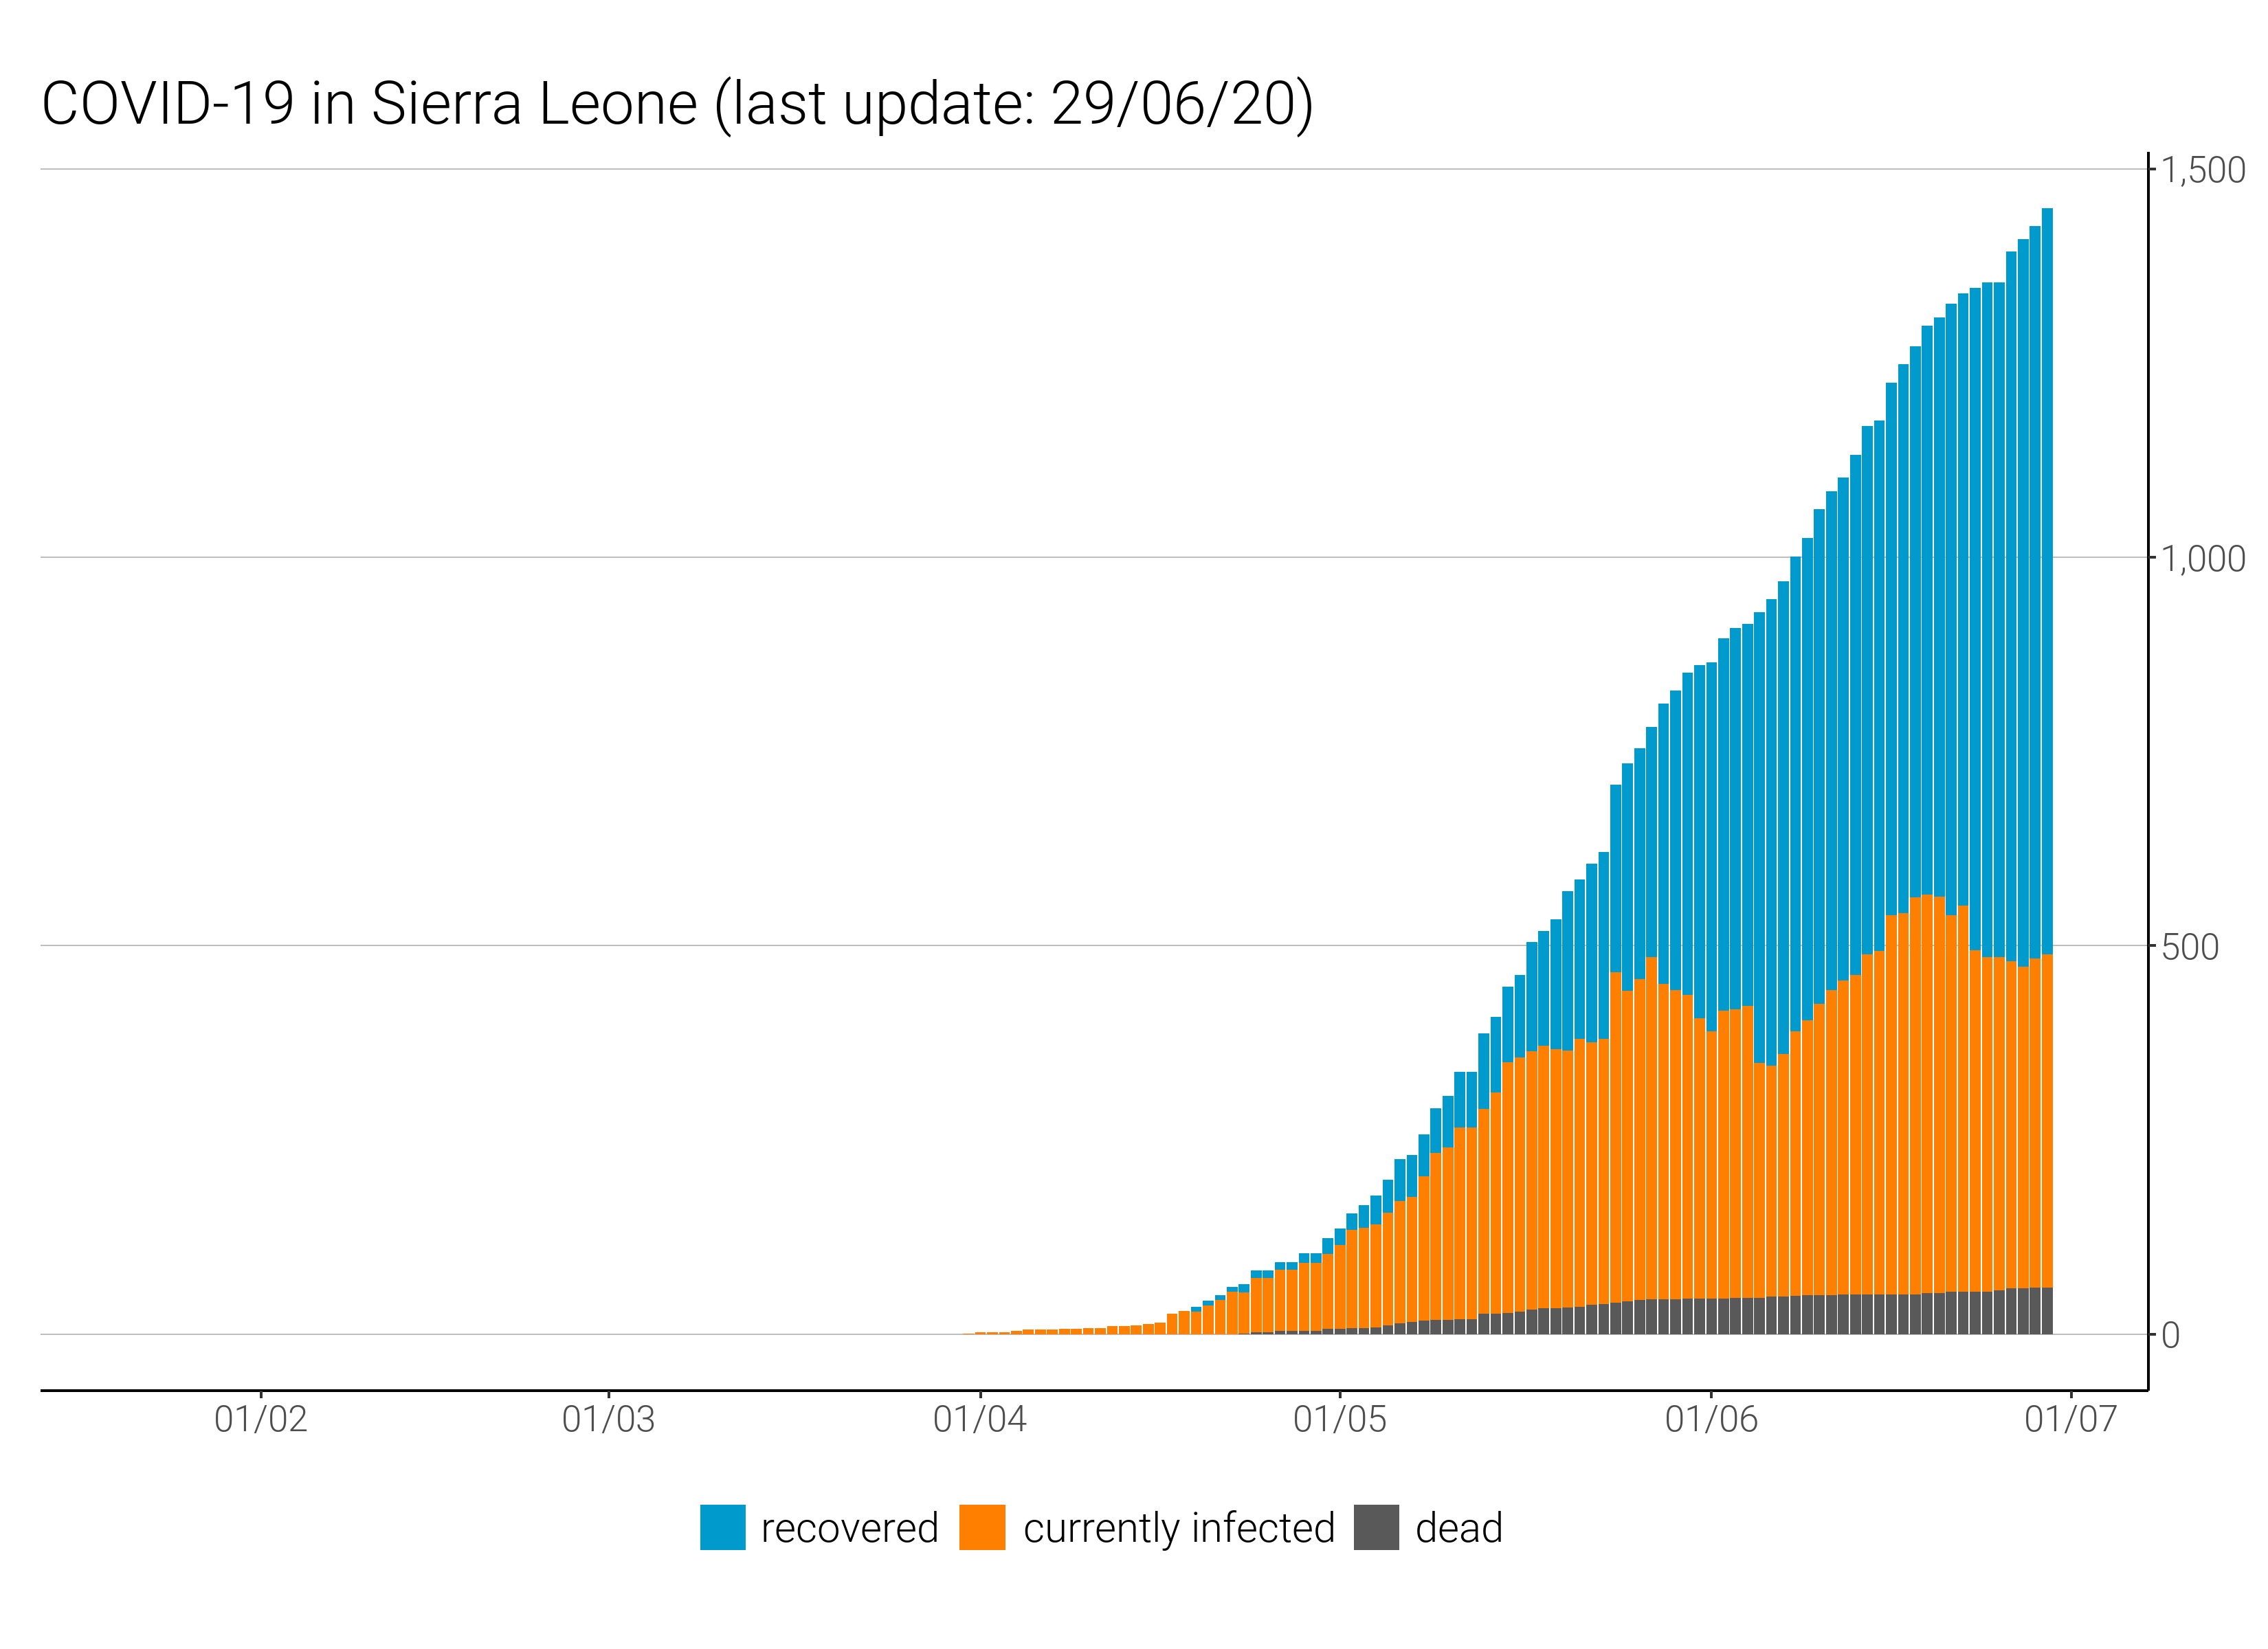 COVID-19 in Sierra Leone (last update: 29/06/20)
1,500
1,000
500
0
01/02 01/03 01/04 01/05 01/06 01/07
recovered currently infected dead